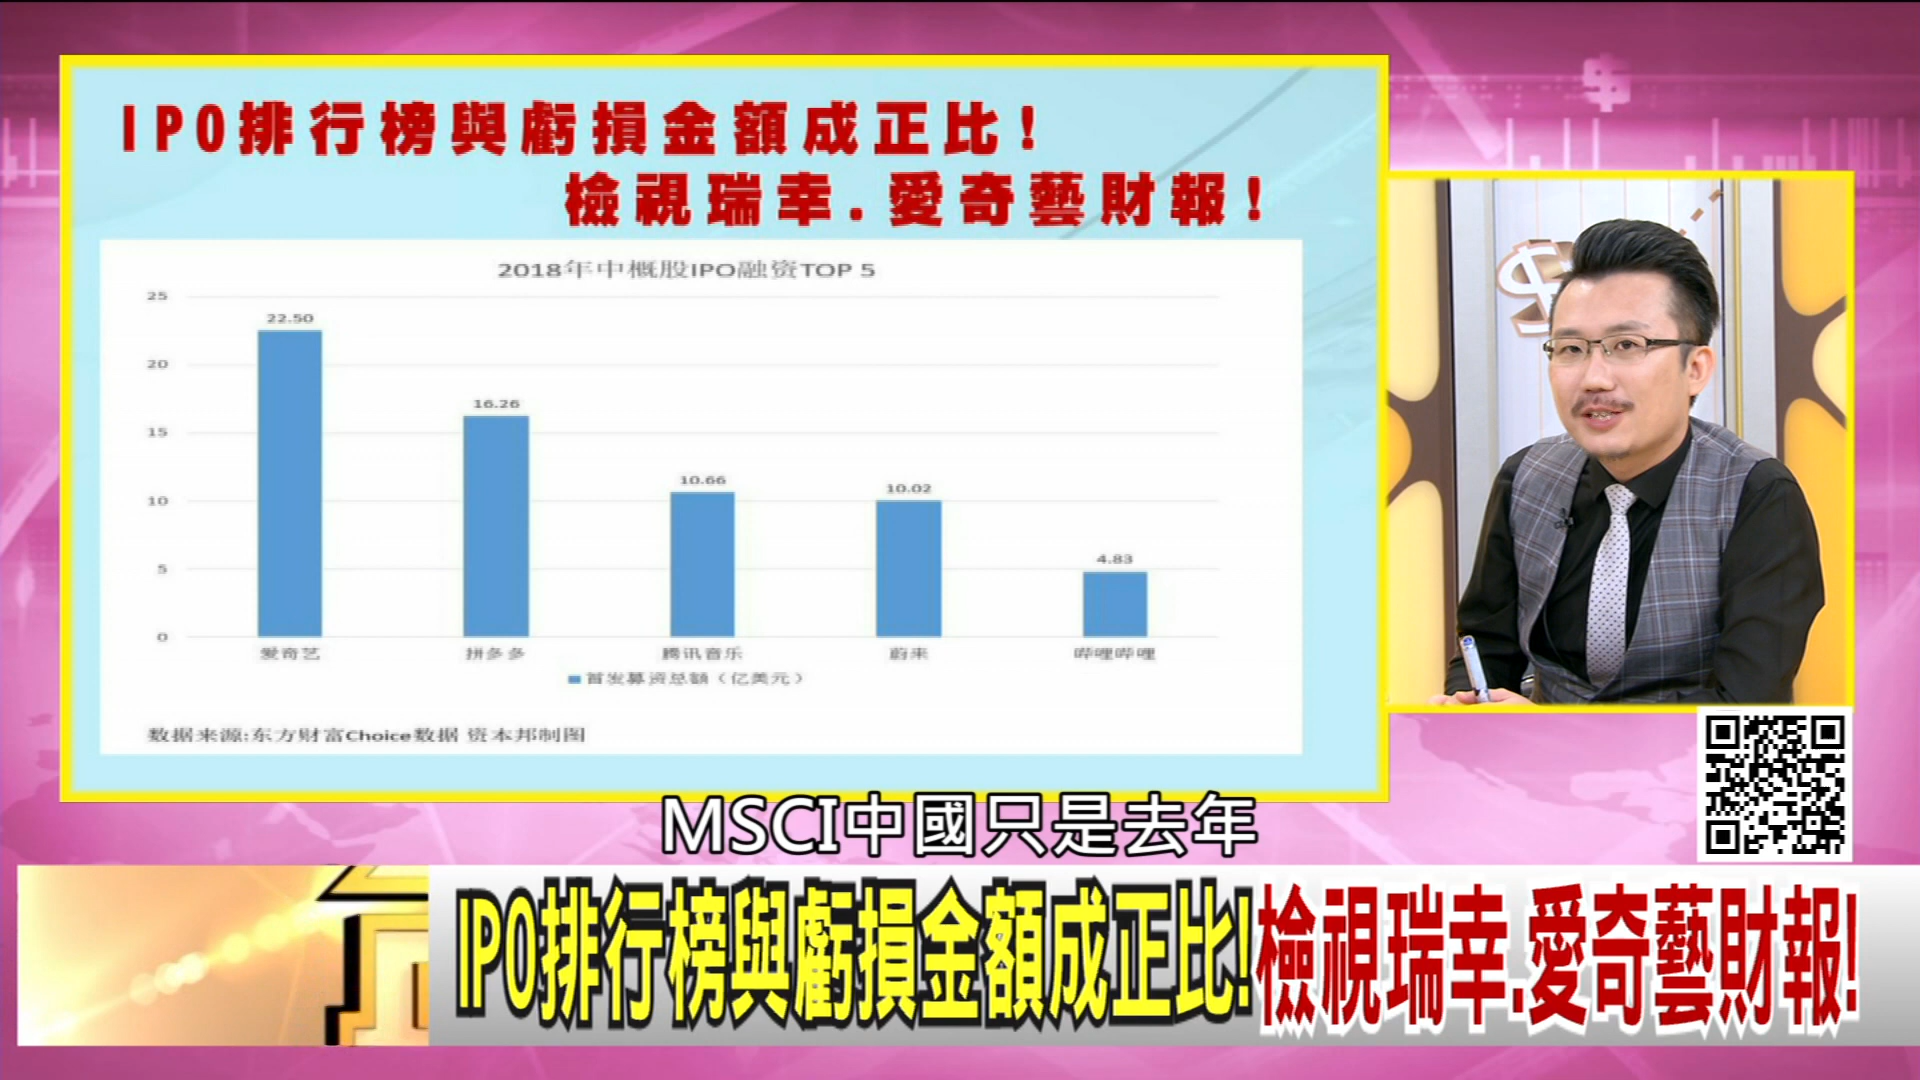 IPO排行榜與虧損金額成正比!
檢視瑞幸.愛奇藝財報!
2018年中概股IPO融资TOP 5
25
20
15
10
5
0
22.50
16.26
10.66
10.02
4.83
爱奇艺
拼多多
腾讯音乐
蔚来
哔哩哔哩
首发募资总额（亿美元）
数据来源:东方财富Choice数据 资本邦制图
MSCI中國只是去年
IPO排行榜與虧損金額成正比!檢視瑞幸.愛奇藝財報!